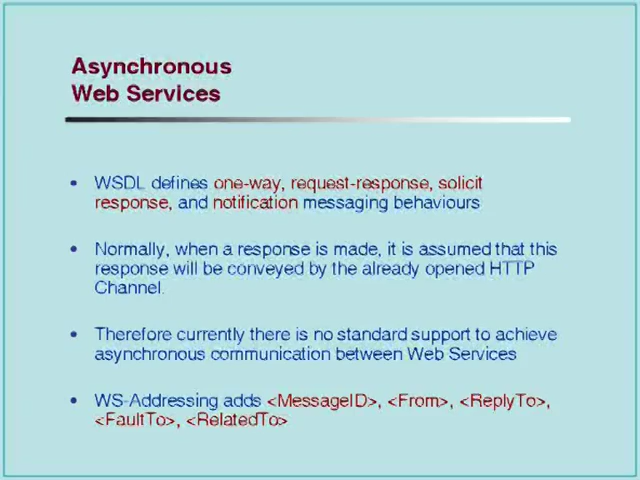 Asynchronous
Web Services
• WSDL defines one-way, request-response, solicit
response, and notification messaging behaviours
• Normally, when a response is made, it is assumed that this
response will be conveyed by the already opened HTTP
Channel.
• Therefore currently there is no standard support to achieve
asynchronous communication between Web Services
• WS-Addressing adds <MessageID>, <From>, <ReplyTo>,
<FaultTo>, <RelatedTo>